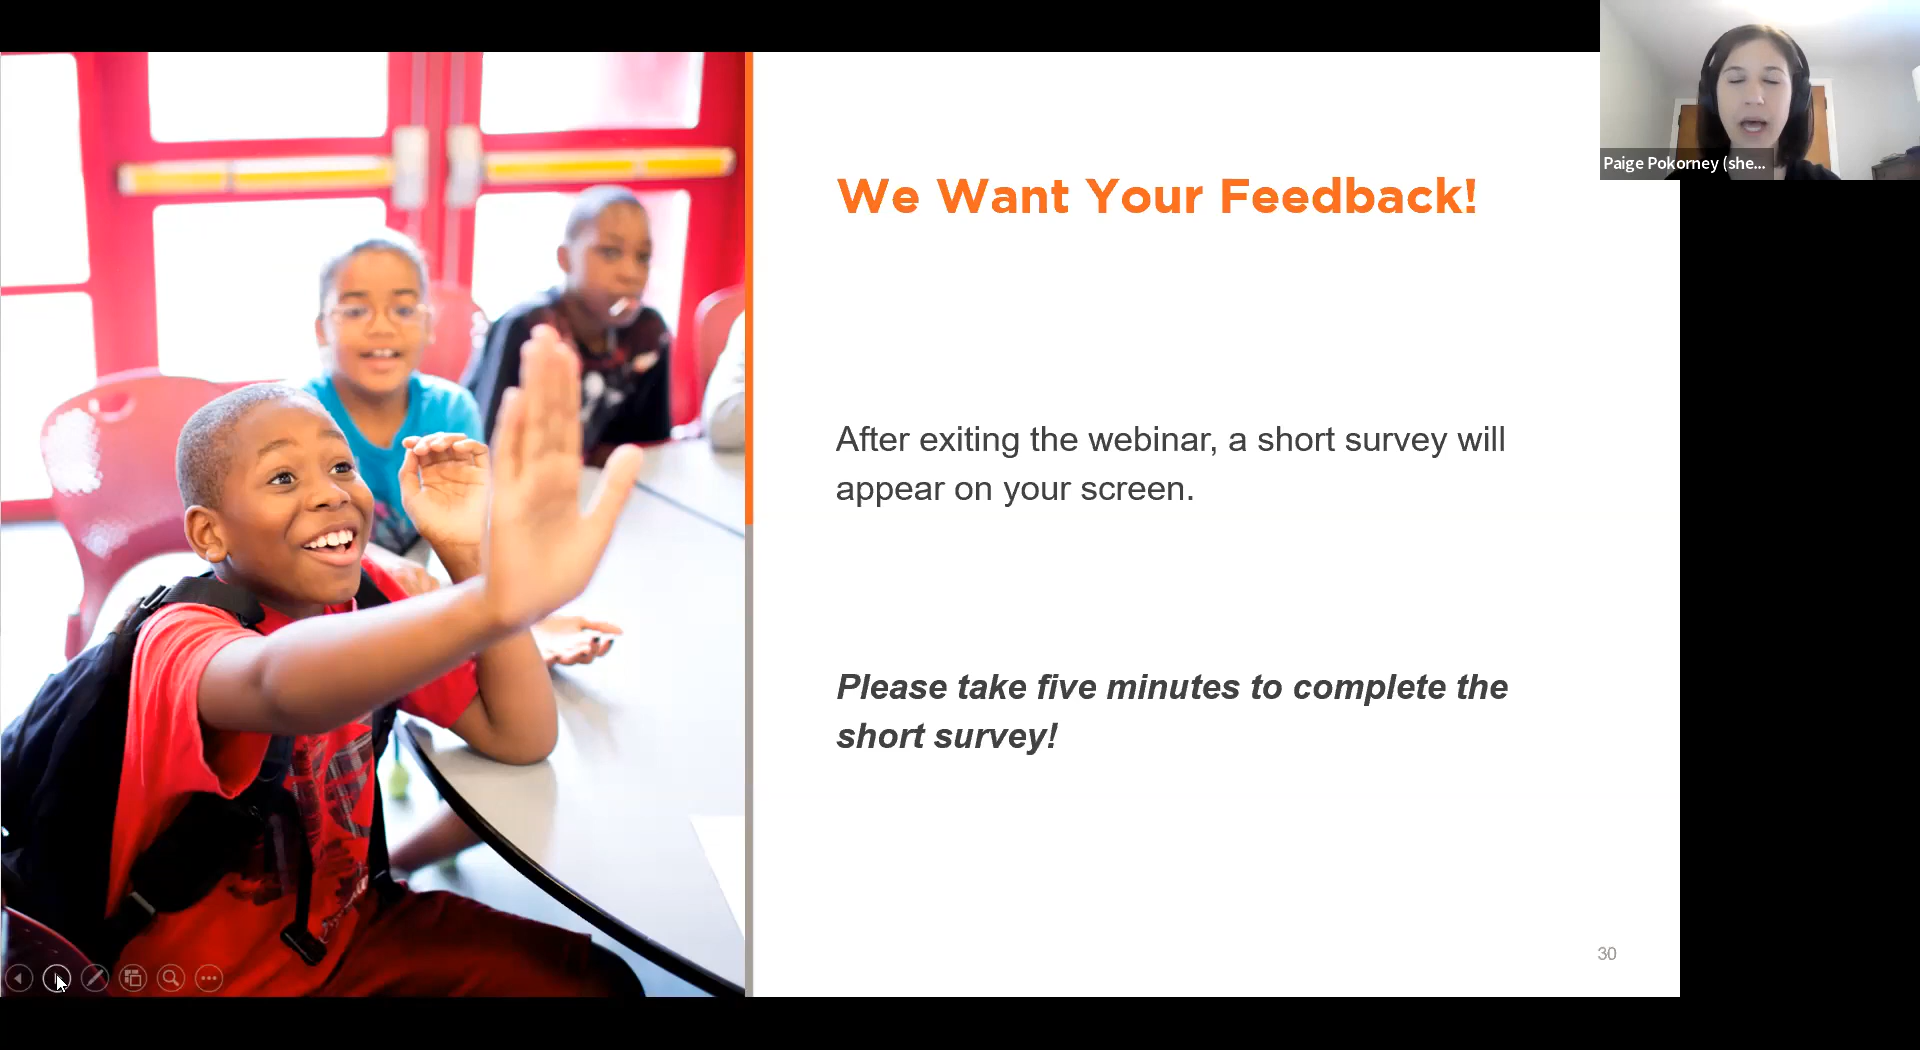 Paige Pokorney (she...
We Want Your Feedback!
After exiting the webinar, a short survey will
appear on your screen.
Please take five minutes to complete the
short survey!
30